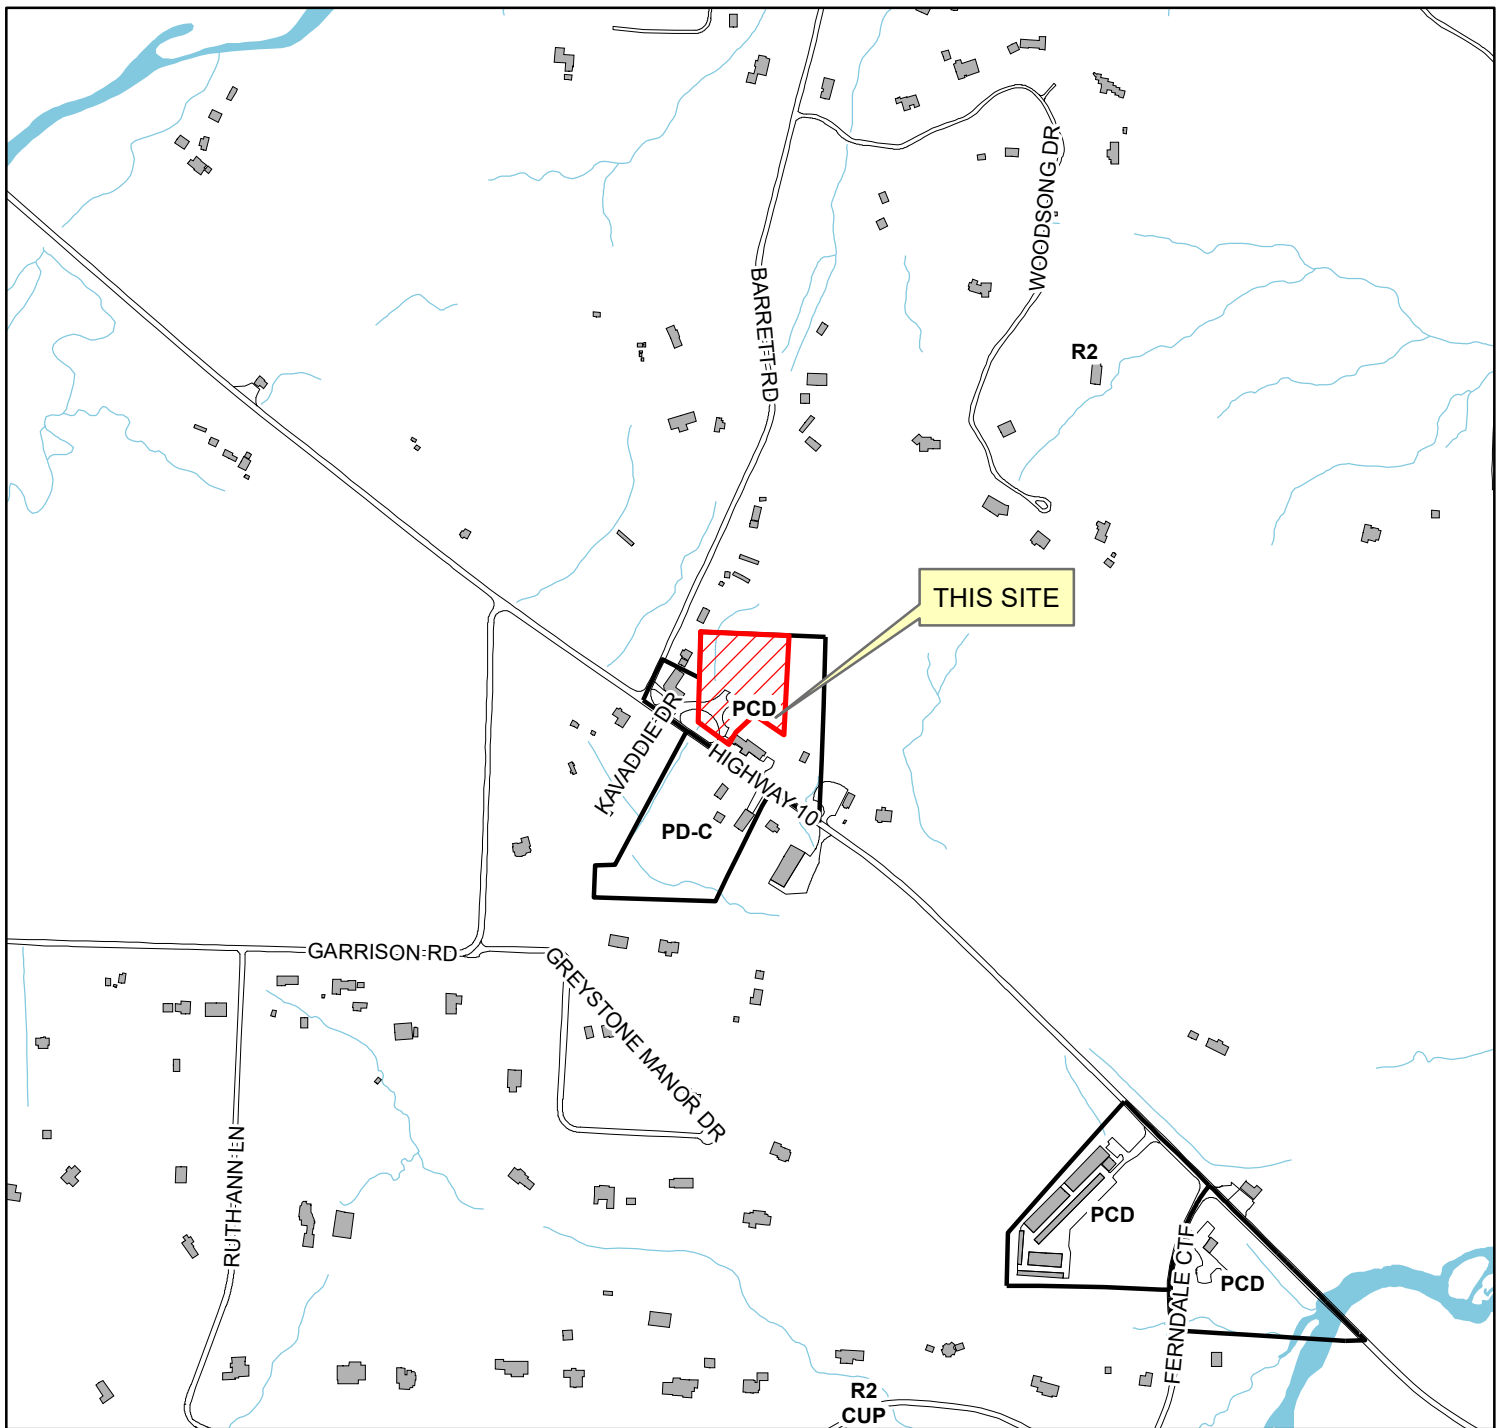 WOODSONG DR
BARRETT RD
R2
THIS SITE
PCD
KAVADDIE DR
HIGHWAY 10
PD-C
GARRISON RD
GREYSTONE MANOR DR
RUTH ANN LN
PCD
FERNDALE CTF
PCD
R2
CUP